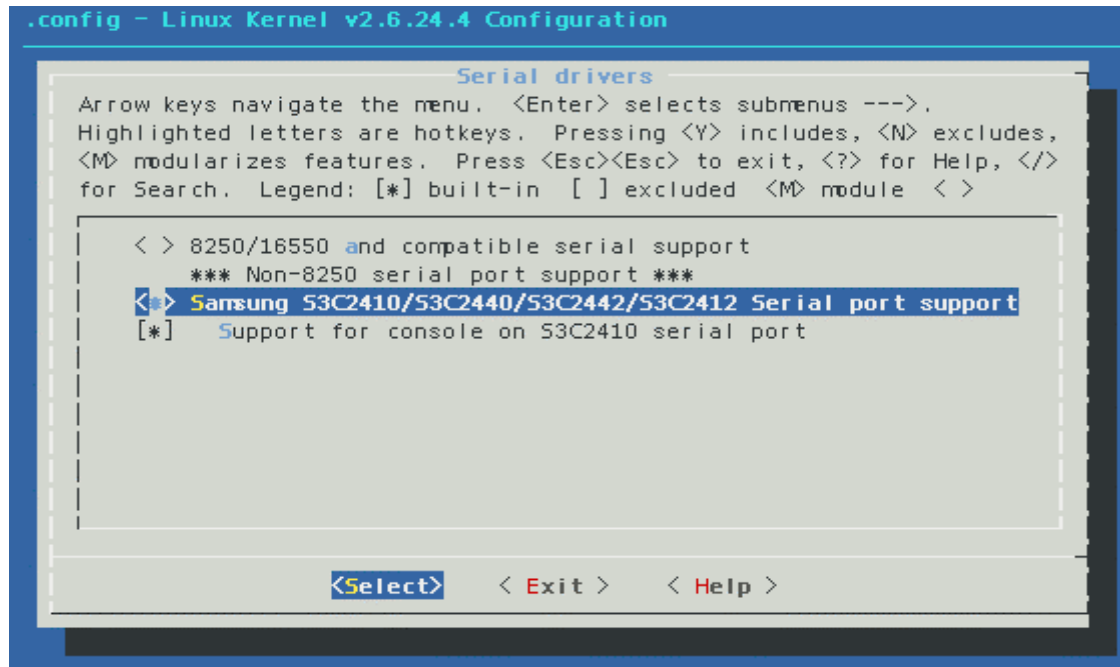 .config - Linux Kernel v2.6.24.4 Configuration
Serial drivers
Arrow keys navigate the menu.  <Enter> selects submenus --->.
Highlighted letters are hotkeys.  Pressing <Y> includes, <N> excludes,
<M> modularizes features.  Press <Esc><Esc> to exit, <?> for Help, </>
for Search.  Legend: [*] built-in  [ ] excluded  <M> module  < >
< > 8250/16550 and compatible serial support
*** Non-8250 serial port support ***
<*> Samsung S3C2410/S3C2440/S3C2442/S3C2412 Serial port support
[*]   Support for console on S3C2410 serial port
<Select>    < Exit >    < Help >